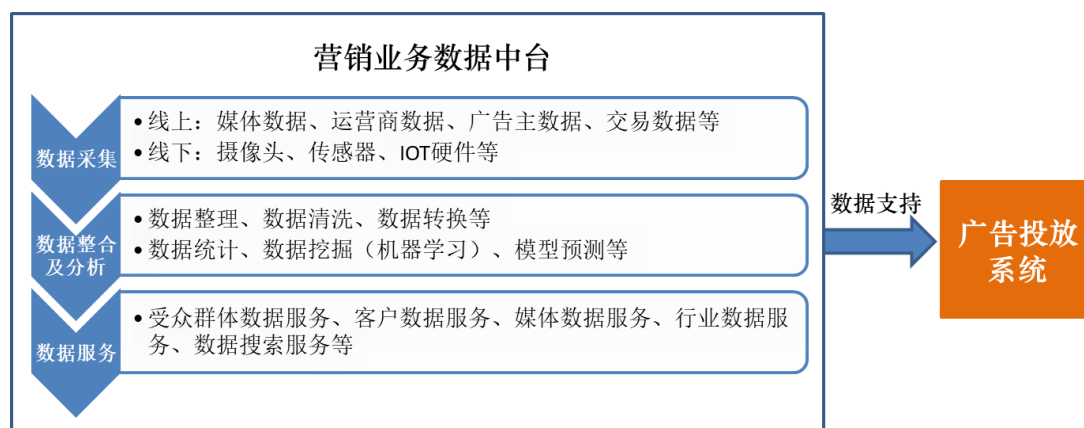 营销业务数据中台
数据采集
•线上：媒体数据、运营商数据、广告主数据、交易数据等
•线下：摄像头、传感器、IOT硬件等
数据整合
及分析
•数据整理、数据清洗、数据转换等
•数据统计、数据挖掘（机器学习）、模型预测等
数据服务
•受众群体数据服务、客户数据服务、媒体数据服务、行业数据服
务、数据搜索服务等
数据支持
广告投放
系统